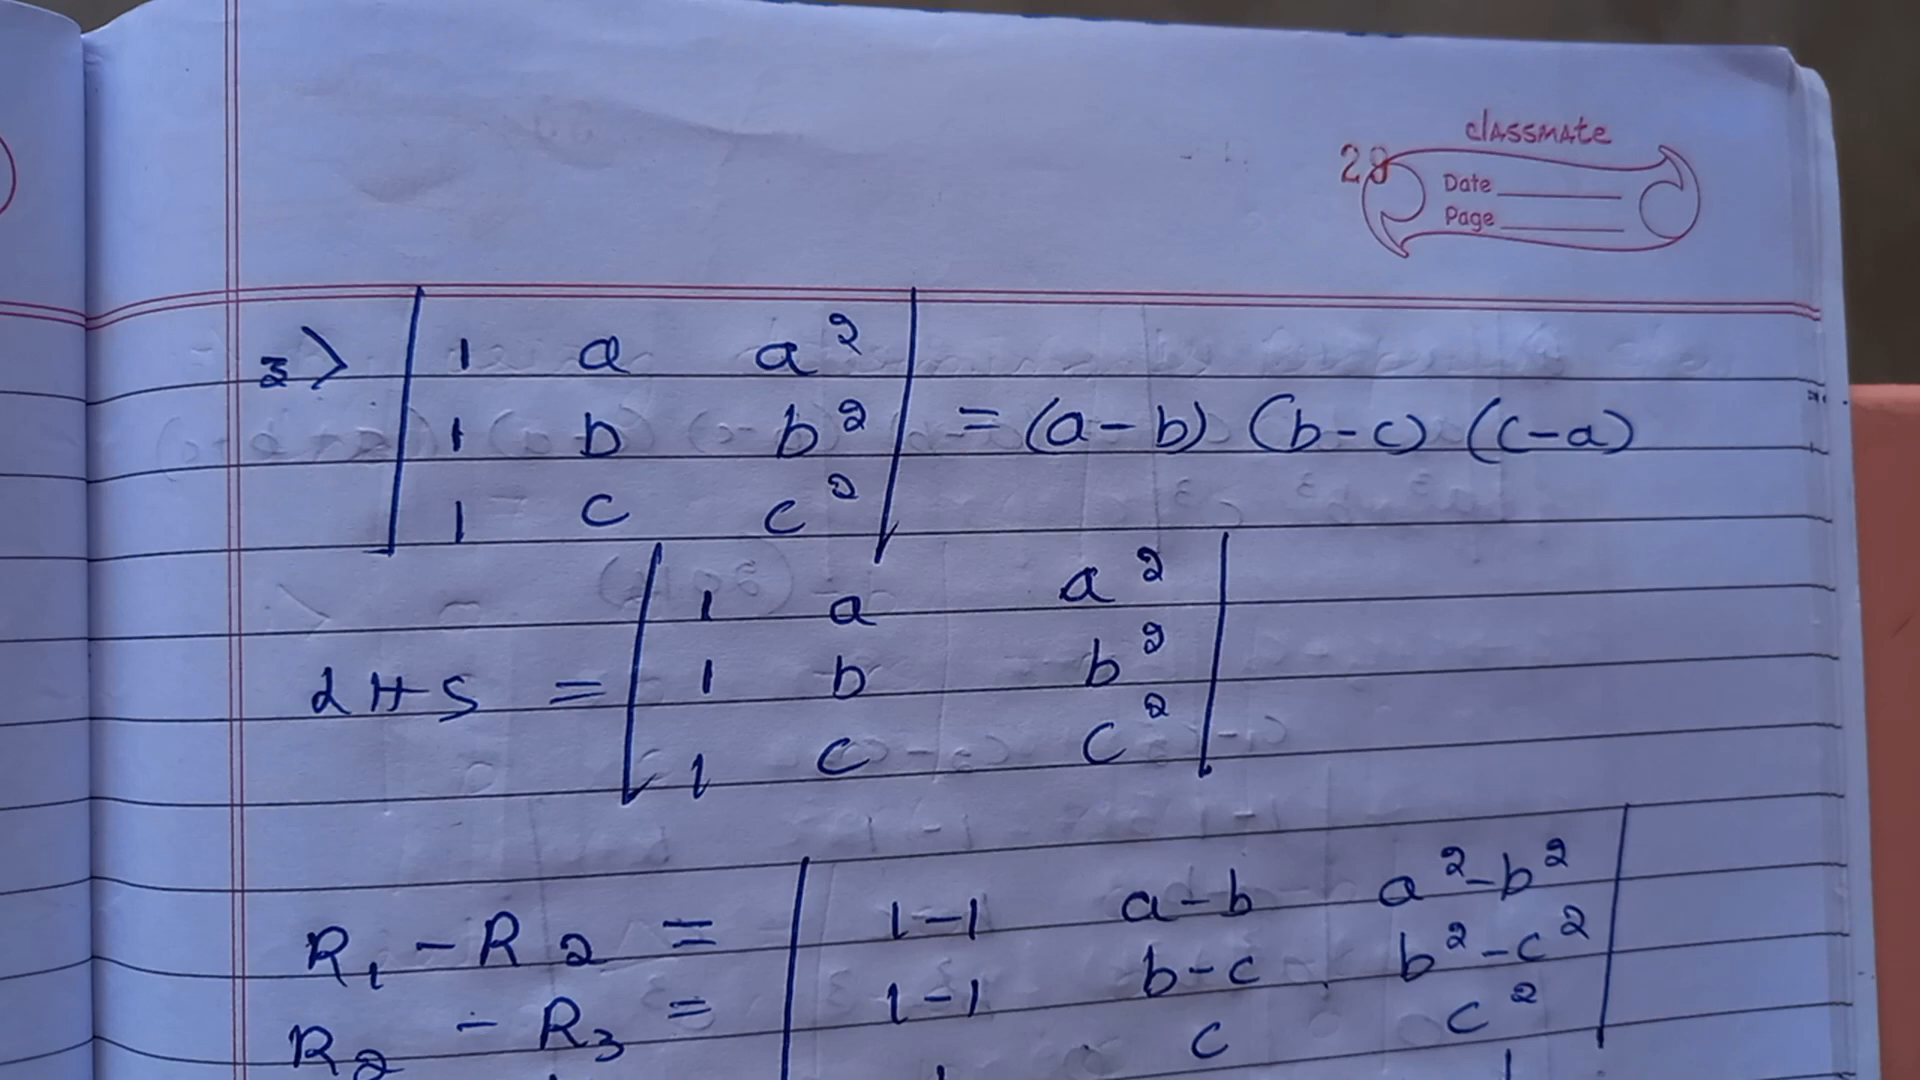 classmate
28
Date
Page
3> | 1 a a² |
| 1 b b² | = (a-b) (b-c) (c-a)
| 1 c c² |
| 1 a a² |
LHS = | 1 b b² |
| 1 c c² |
R₁ - R₂ = | 1-1 a-b a²-b² |
R₂ - R₃ = | 1-1 b-c b²-c² |
c c²